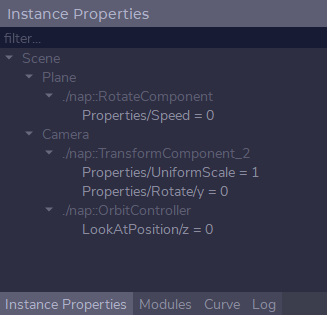 Instance Properties
filter...
Scene
Plane
./nap::RotateComponent
Properties/Speed = 0
Camera
./nap::TransformComponent_2
Properties/UniformScale = 1
Properties/Rotate/y = 0
./nap::OrbitController
LookAtPosition/z = 0
Instance Properties Modules Curve Log